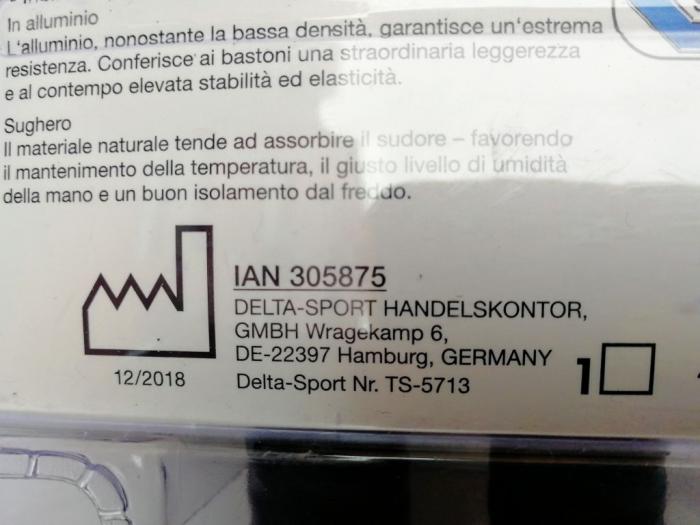 In alluminio
L'alluminio, nonostante la bassa densità, garantisce un'estrema
resistenza. Conferisce ai bastoni una straordinaria leggerezza
e al contempo elevata stabilità ed elasticità.
Sughero
Il materiale naturale tende ad assorbire il sudore – favorendo
il mantenimento della temperatura, il giusto livello di umidità
della mano e un buon isolamento dal freddo.
IAN 305875
DELTA-SPORT HANDELSKONTOR,
GMBH Wragekamp 6,
DE-22397 Hamburg, GERMANY
12/2018
Delta-Sport Nr. TS-5713
1